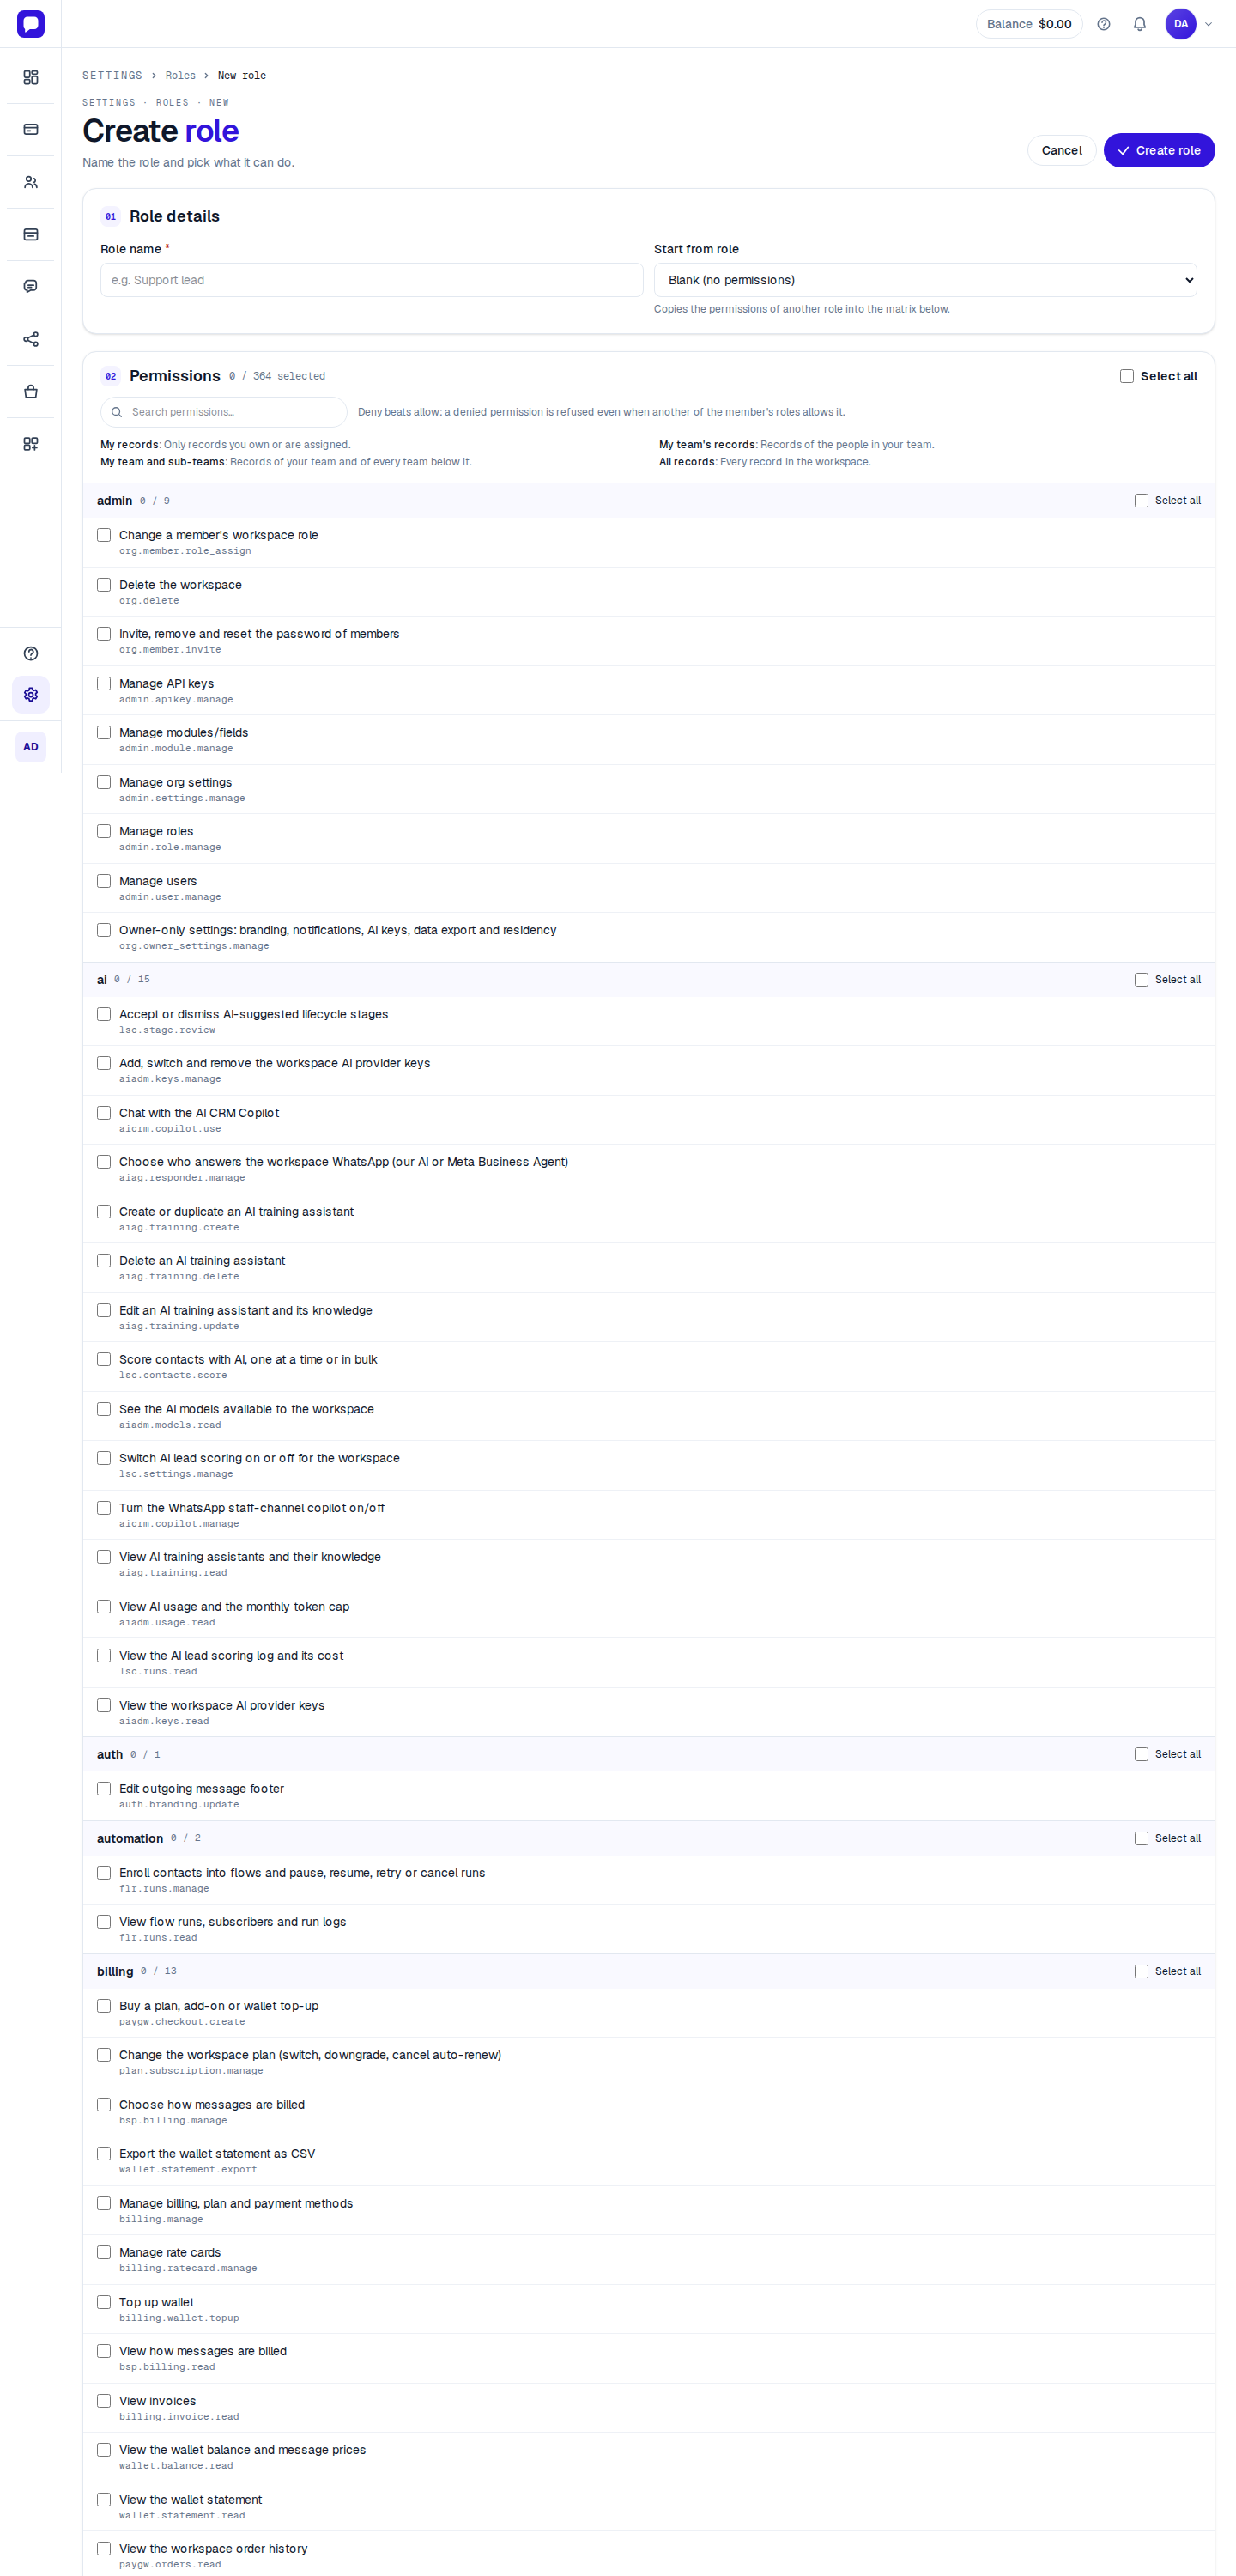 Balance $0.00
DA
SETTINGS › Roles › New role
SETTINGS · ROLES · NEW
Create role
Name the role and pick what it can do.
Cancel
Create role
01 Role details
Role name *
Start from role
e.g. Support lead
Blank (no permissions)
Copies the permissions of another role into the matrix below.
02 Permissions 0 / 364 selected
Select all
Search permissions...
Deny beats allow: a denied permission is refused even when another of the member's roles allows it.
My records: Only records you own or are assigned.
My team's records: Records of the people in your team.
My team and sub-teams: Records of your team and of every team below it.
All records: Every record in the workspace.
admin 0 / 9
Select all
Change a member's workspace role
org.member.role_assign
Delete the workspace
org.delete
Invite, remove and reset the password of members
org.member.invite
Manage API keys
admin.apikey.manage
Manage modules/fields
admin.module.manage
Manage org settings
admin.settings.manage
Manage roles
admin.role.manage
Manage users
admin.user.manage
Owner-only settings: branding, notifications, AI keys, data export and residency
org.owner_settings.manage
AD
ai 0 / 15
Select all
Accept or dismiss AI-suggested lifecycle stages
lsc.stage.review
Add, switch and remove the workspace AI provider keys
aiadm.keys.manage
Chat with the AI CRM Copilot
aicrm.copilot.use
Choose who answers the workspace WhatsApp (our AI or Meta Business Agent)
aiag.responder.manage
Create or duplicate an AI training assistant
aiag.training.create
Delete an AI training assistant
aiag.training.delete
Edit an AI training assistant and its knowledge
aiag.training.update
Score contacts with AI, one at a time or in bulk
lsc.contacts.score
See the AI models available to the workspace
aiadm.models.read
Switch AI lead scoring on or off for the workspace
lsc.settings.manage
Turn the WhatsApp staff-channel copilot on/off
aicrm.copilot.manage
View AI training assistants and their knowledge
aiag.training.read
View AI usage and the monthly token cap
aiadm.usage.read
View the AI lead scoring log and its cost
lsc.runs.read
View the workspace AI provider keys
aiadm.keys.read
auth 0 / 1
Select all
Edit outgoing message footer
auth.branding.update
automation 0 / 2
Select all
Enroll contacts into flows and pause, resume, retry or cancel runs
flr.runs.manage
View flow runs, subscribers and run logs
flr.runs.read
billing 0 / 13
Select all
Buy a plan, add-on or wallet top-up
paygw.checkout.create
Change the workspace plan (switch, downgrade, cancel auto-renew)
plan.subscription.manage
Choose how messages are billed
bsp.billing.manage
Export the wallet statement as CSV
wallet.statement.export
Manage billing, plan and payment methods
billing.manage
Manage rate cards
billing.ratecard.manage
Top up wallet
billing.wallet.topup
View how messages are billed
bsp.billing.read
View invoices
billing.invoice.read
View the wallet balance and message prices
wallet.balance.read
View the wallet statement
wallet.statement.read
View the workspace order history
paygw.orders.read